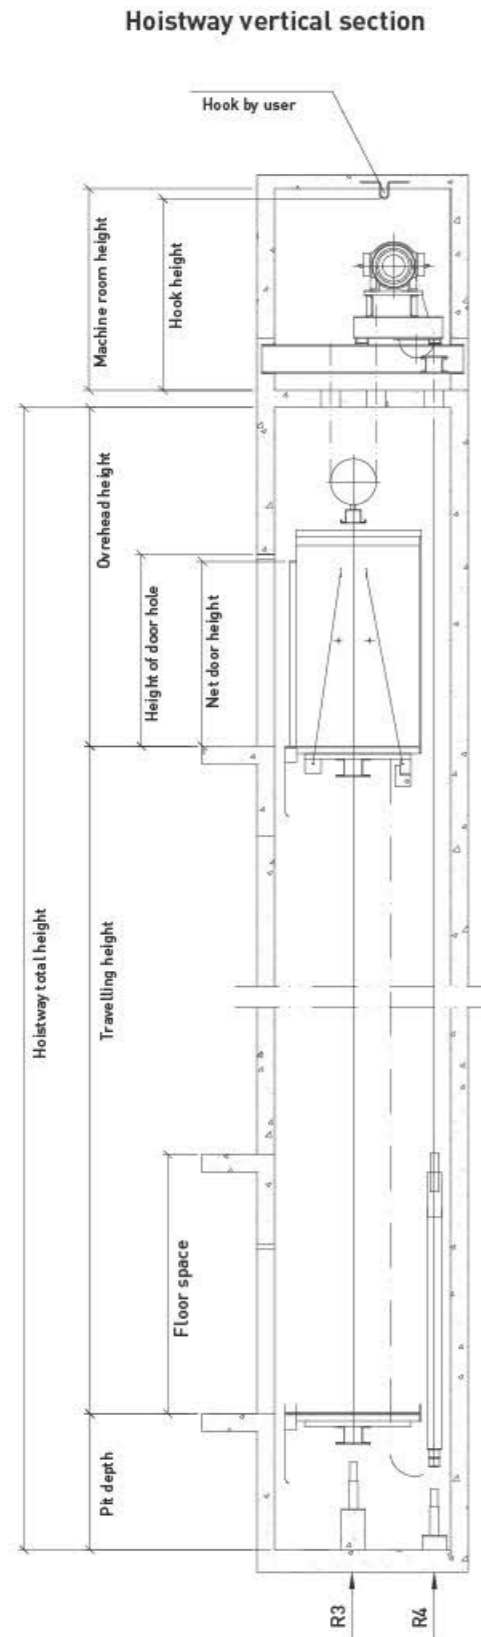 Hoistway vertical section
Hook by user
Machine room height
Hook height
Ovrehead height
Height of door hole
Net door height
Hoistway total height
Travelling height
Floor space
Pit depth
R3
R4